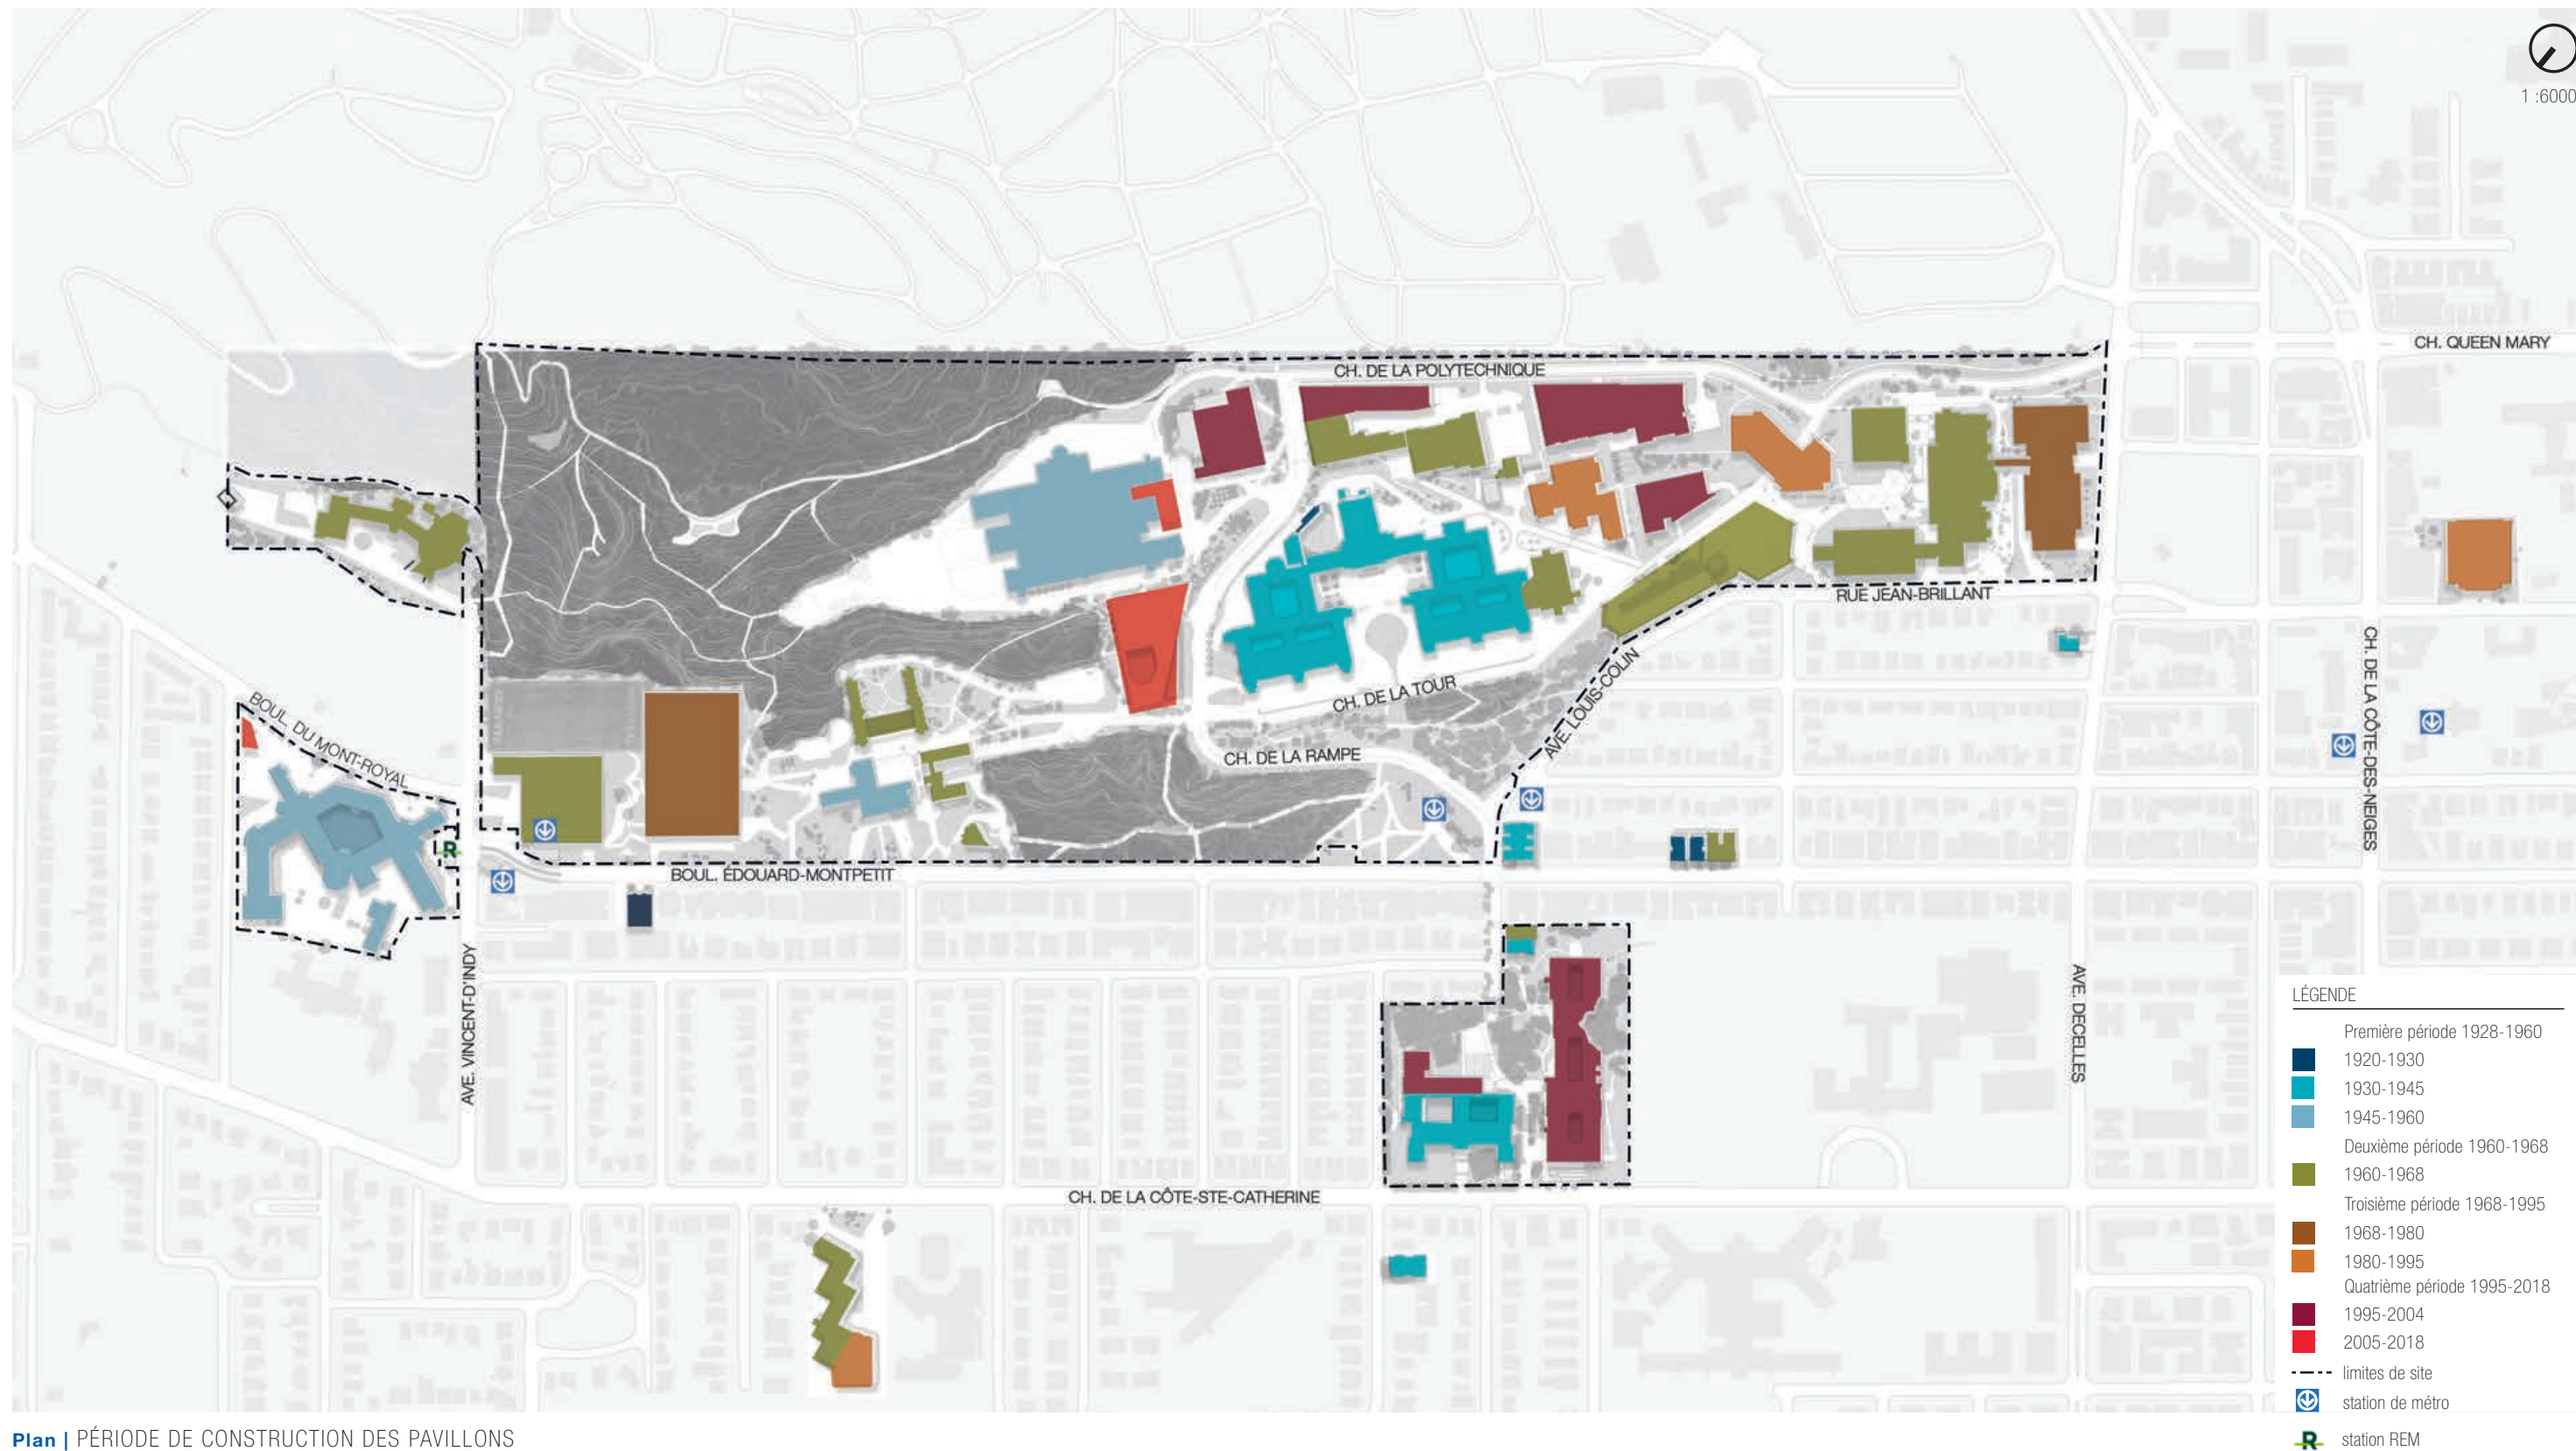 1 :6000
CH. QUEEN MARY
CH. DE LA POLYTECHNIQUE
RUE JEAN-BRILLANT
CH. DE LA CÔTE-DES-NEIGES
AVE. LOUIS-COLIN
CH. DE LA TOUR
BOUL. DU MONT-ROYAL
CH. DE LA RAMPE
R
BOUL. ÉDOUARD-MONTPETIT
AVE. VINCENT-D'INDY
AVE. DECELLES
CH. DE LA CÔTE-STE-CATHERINE
LÉGENDE
Première période 1928-1960
1920-1930
1930-1945
1945-1960
Deuxième période 1960-1968
1960-1968
Troisième période 1968-1995
1968-1980
1980-1995
Quatrième période 1995-2018
1995-2004
2005-2018
limites de site
station de métro
R station REM
Plan | PÉRIODE DE CONSTRUCTION DES PAVILLONS